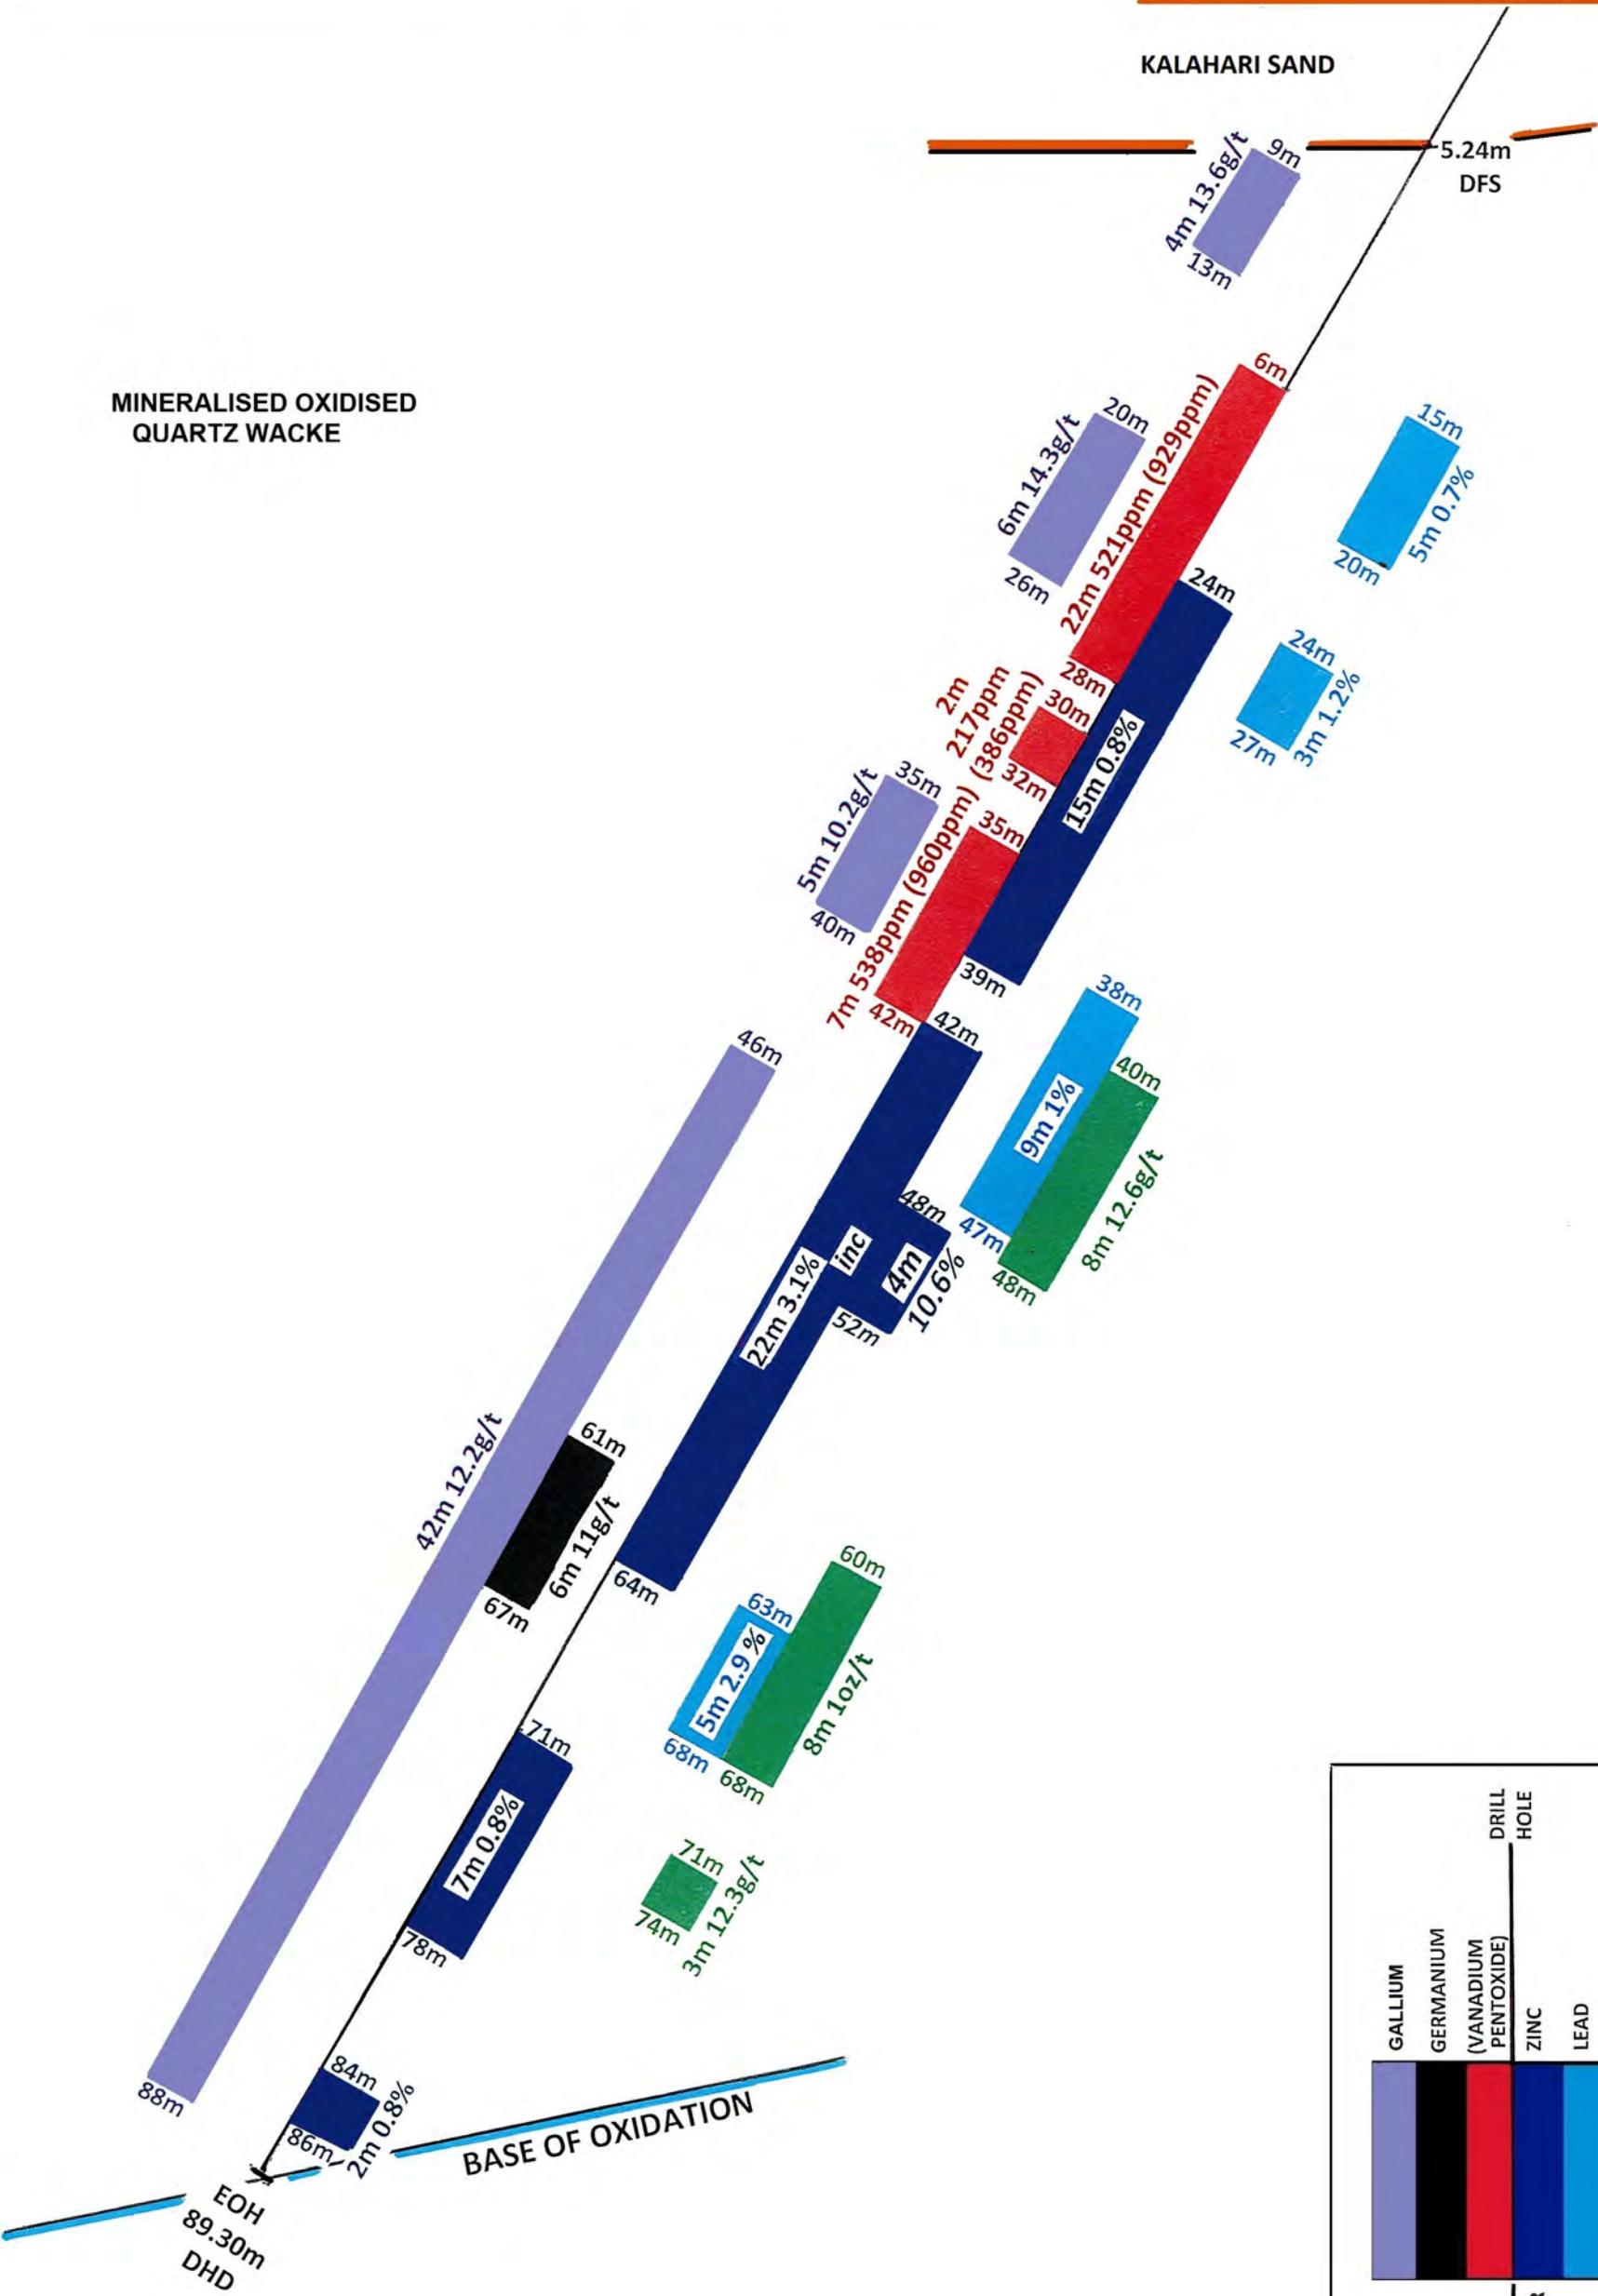 KALAHARI SAND
5.24m
DFS
9m
4m 13.6g/t
13m
MINERALISED OXIDISED
QUARTZ WACKE
6m
22m 521ppm (929ppm)
28m
20m
6m 14.3g/t
26m
15m
5m 0.7%
20m
24m
15m 0.8%
39m
24m
3m 1.2%
27m
30m
2m
217ppm
(386ppm)
32m
35m
5m 10.2g/t
40m
35m
7m 538ppm (960ppm)
42m
38m
9m 1%
47m
40m
8m 12.6g/t
48m
42m
22m 3.1%
inc
48m
4m
10.6%
52m
64m
46m
42m 12.2g/t
88m
61m
6m 11g/t
67m
60m
8m 1oz/t
68m
63m
5m 2.9 %
68m
71m
7m 0.8%
78m
71m
3m 12.3g/t
74m
84m
2m 0.8%
86m
BASE OF OXIDATION
EOH
89.30m
DHD
DRILL
HOLE
GALLIUM
GERMANIUM
(VANADIUM
PENTOXIDE)
ZINC
LEAD